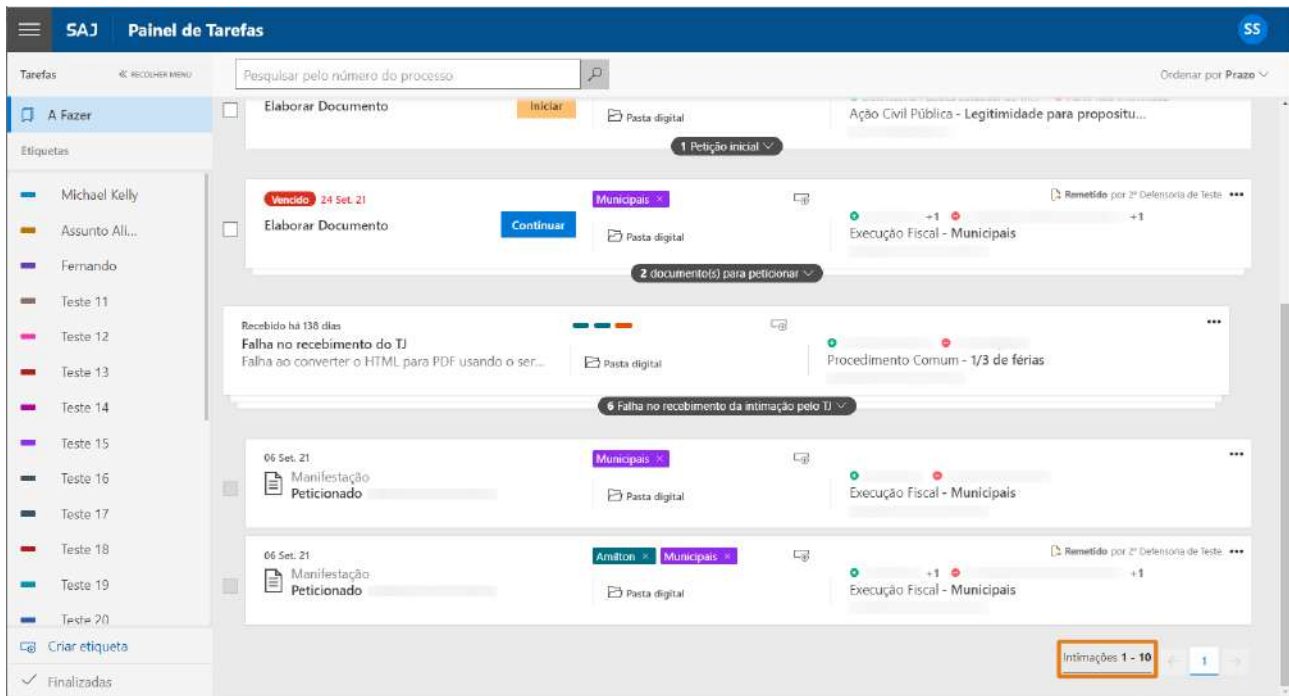 SAJ Painel de Tarefas SS
Tarefas RECOLHER MENU Pesquisar pelo número do processo Ordenar por Prazo
A Fazer
Etiquetas
Michael Kelly
Assunto Ali...
Fernando
Teste 11
Teste 12
Teste 13
Teste 14
Teste 15
Teste 16
Teste 17
Teste 18
Teste 19
Teste 20
Criar etiqueta
Finalizadas
Elaborar Documento Iniciar Pasta digital Ação Civil Pública - Legitimidade para propositu...
1 Petição inicial
Vencido 24 Set. 21 Municipais × Remetido por 2ª Defensoria de Teste
Elaborar Documento Continuar Pasta digital +1 +1
Execução Fiscal - Municipais
2 documento(s) para peticionar
Recebido há 138 dias
Falha no recebimento do TJ
Falha ao converter o HTML para PDF usando o ser... Pasta digital Procedimento Comum - 1/3 de férias
6 Falha no recebimento da intimação pelo TJ
06 Set. 21 Municipais ×
Manifestação
Peticionado Pasta digital Execução Fiscal - Municipais
06 Set. 21 Amilton × Municipais × Remetido por 2ª Defensoria de Teste
Manifestação +1 +1
Peticionado Pasta digital Execução Fiscal - Municipais
Intimações 1 - 10 1